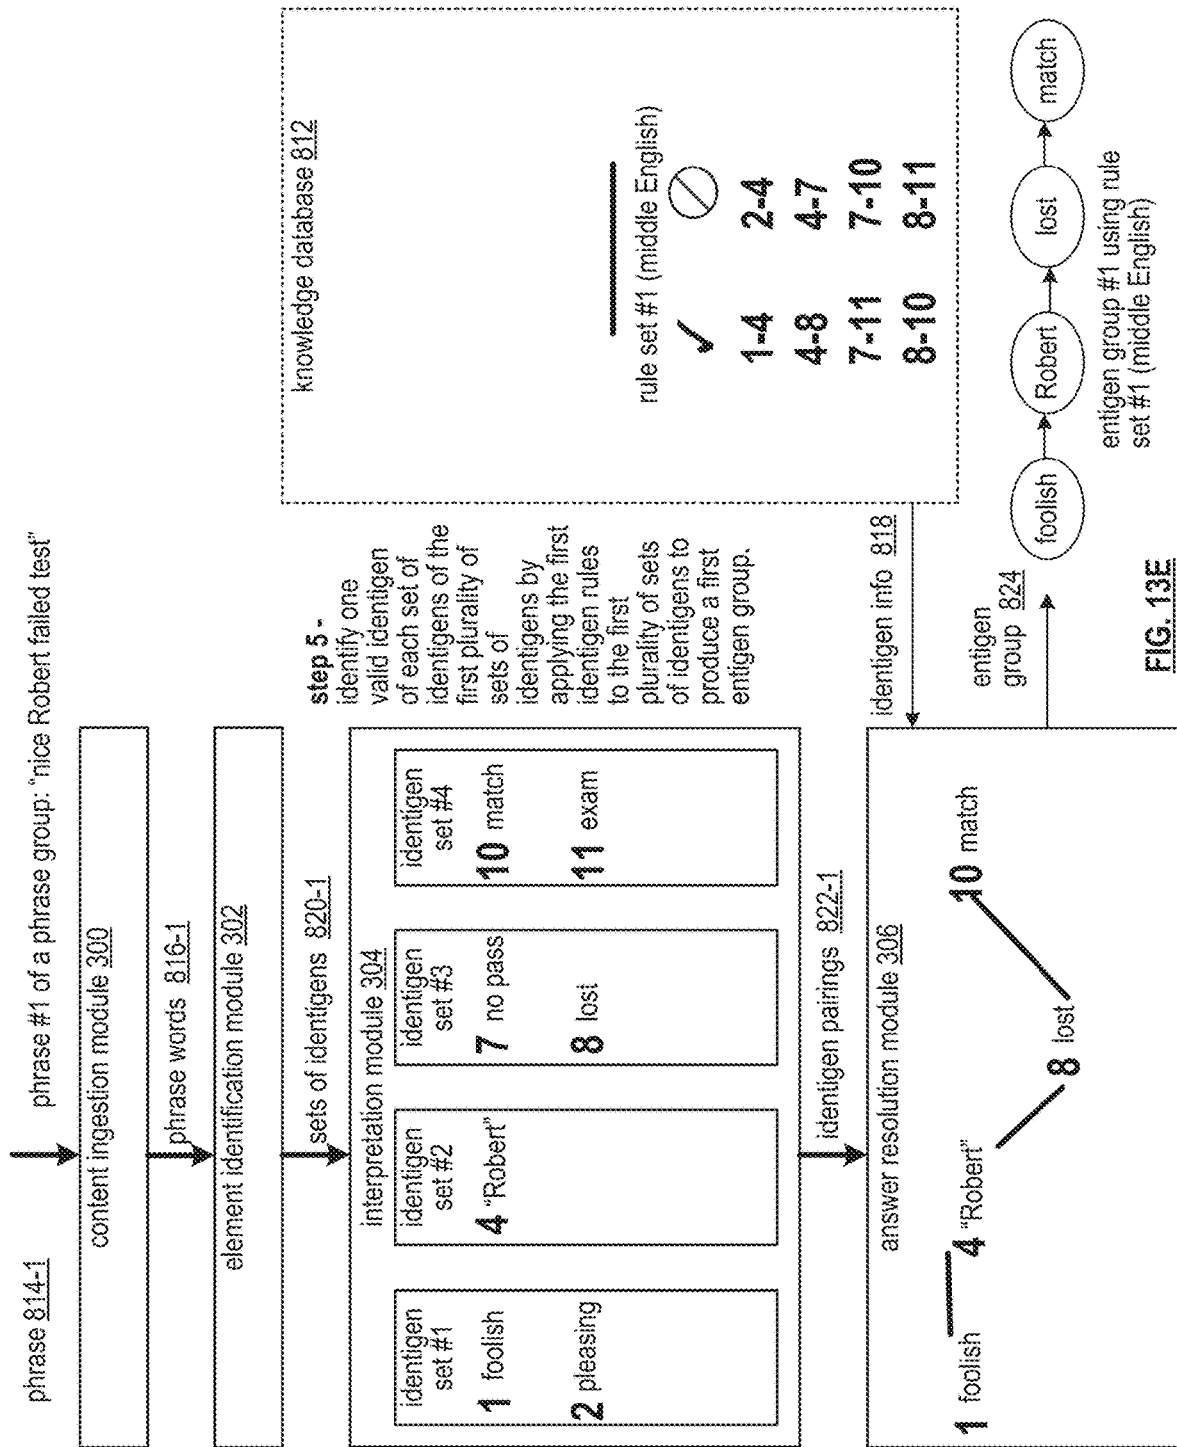 phrase 814-1
phrase #1 of a phrase group: "nice Robert failed test"
content ingestion module 300
phrase words 816-1
element identification module 302
sets of identigens 820-1
interpretation module 304
identigen
set #1
1 foolish
2 pleasing
identigen
set #2
4 "Robert"
identigen
set #3
7 no pass
8 lost
identigen
set #4
10 match
11 exam
step 5 -
identify one
valid identigen
of each set of
identigens of the
first plurality of
sets of
identigens by
applying the first
identigen rules
to the first
plurality of sets
of identigens to
produce a first
entigen group.
knowledge database 812
rule set #1 (middle English)
1-4 2-4
4-8 4-7
7-11 7-10
8-10 8-11
identigen pairings 822-1
identigen info 818
answer resolution module 306
1 foolish
4 "Robert"
8 lost
10 match
entigen
group 824
foolish
Robert
lost
match
entigen group #1 using rule
set #1 (middle English)
FIG. 13E